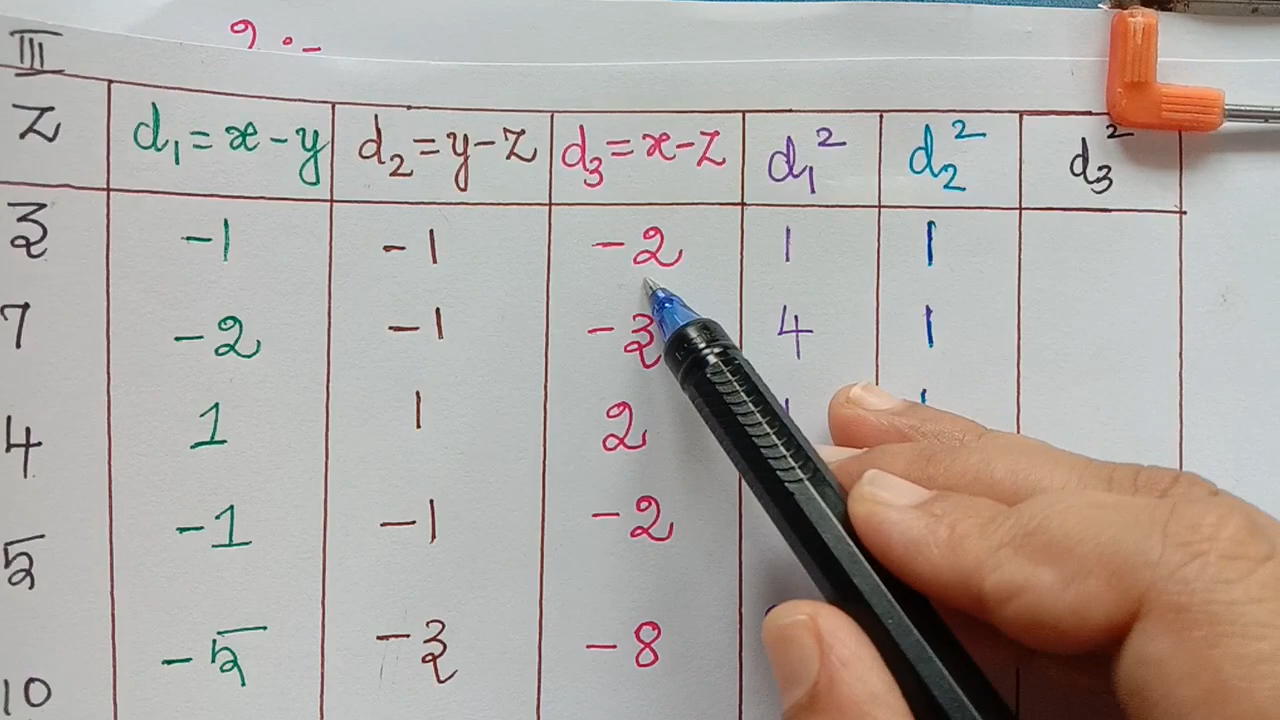 9 :-
III
z d₁ = x - y d₂ = y - z d₃ = x - z d₁² d₂² d₃²
3 -1 -1 -2 1 1
7 -2 -1 -3 4 1
4 1 1 2
5 -1 -1 -2
10 -5 -3 -8